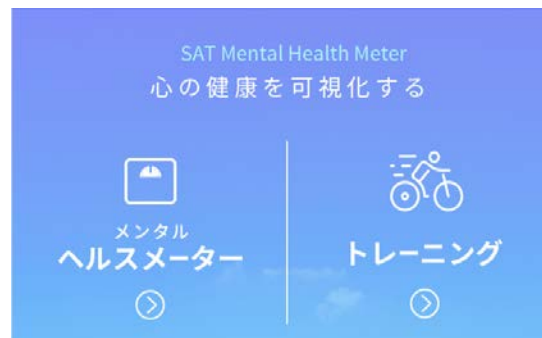 SAT Mental Health Meter
心の健康を可視化する
メンタル
ヘルスメーター
トレーニング